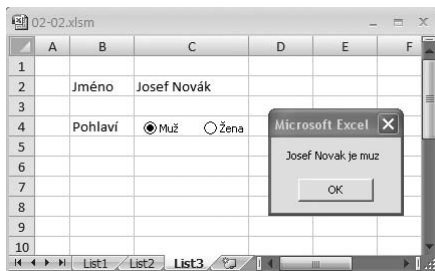 02-02.xlsm
A B C D E F
1
2 Jméno Josef Novák
3
4 Pohlaví Muž Žena
5
6
7
8
9
10
Microsoft Excel
Josef Novak je muz
OK
List1 List2 List3